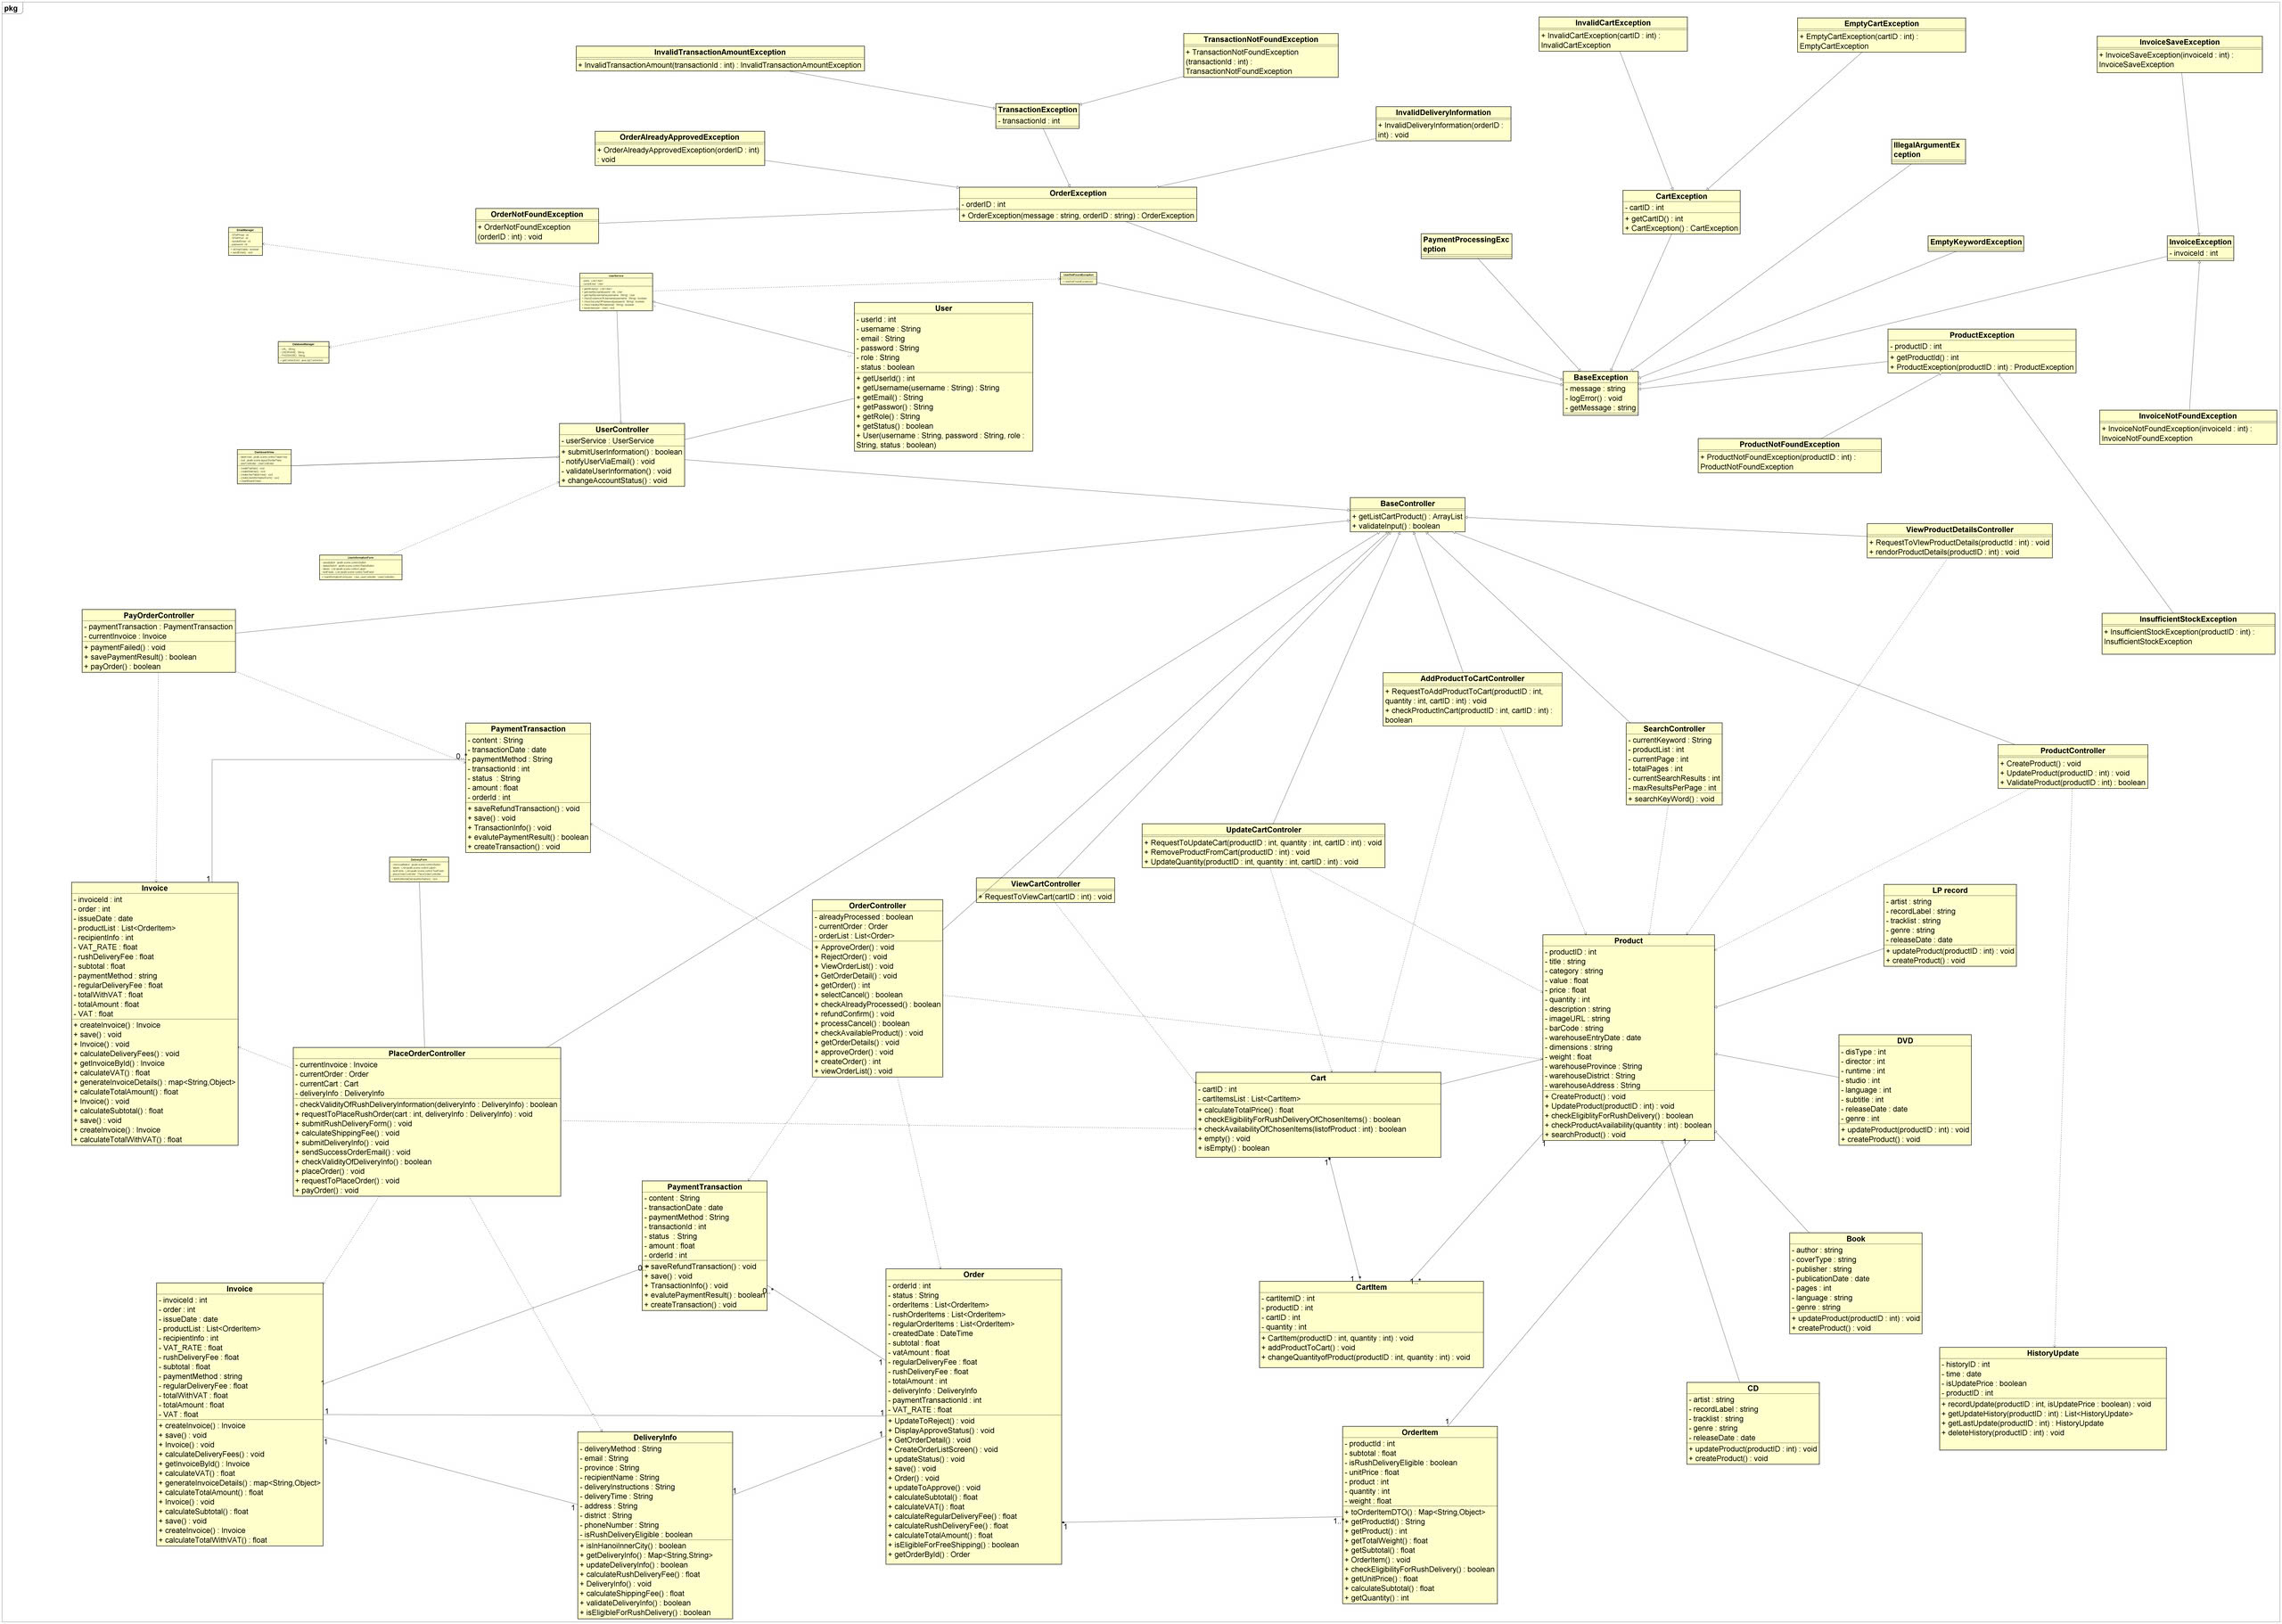 pkg
InvalidTransactionAmountException
+ InvalidTransactionAmount(transactionId : int) : InvalidTransactionAmountException
TransactionNotFoundException
+ TransactionNotFoundException
(transactionId : int) :
TransactionNotFoundException
InvalidCartException
+ InvalidCartException(cartID : int) :
InvalidCartException
EmptyCartException
+ EmptyCartException(cartID : int) :
EmptyCartException
InvoiceSaveException
+ InvoiceSaveException(invoiceId : int) :
InvoiceSaveException
TransactionException
- transactionId : int
InvalidDeliveryInformation
+ InvalidDeliveryInformation(orderID :
int) : void
OrderAlreadyApprovedException
+ OrderAlreadyApprovedException(orderID : int)
: void
IllegalArgumentEx
ception
OrderException
- orderID : int
+ OrderException(message : string, orderID : string) : OrderException
CartException
- cartID : int
+ getCartID() : int
+ CartException() : CartException
OrderNotFoundException
+ OrderNotFoundException
(orderID : int) : void
PaymentProcessingExc
eption
EmptyKeywordException
InvoiceException
- invoiceId : int
User
- userId : int
- username : String
- email : String
- password : String
- role : String
- status : boolean
+ getUserId() : int
+ getUsername(username : String) : String
+ getEmail() : String
+ getPasswor() : String
+ getRole() : String
+ getStatus() : boolean
+ User(username : String, password : String, role :
String, status : boolean)
ProductException
- productID : int
+ getProductId() : int
+ ProductException(productID : int) : ProductException
BaseException
- message : string
- logError() : void
- getMessage : string
InvoiceNotFoundException
+ InvoiceNotFoundException(invoiceId : int) :
InvoiceNotFoundException
ProductNotFoundException
+ ProductNotFoundException(productID : int) :
ProductNotFoundException
UserController
- userService : UserService
+ submitUserInformation() : boolean
- notifyUserViaEmail() : void
- validateUserInformation() : void
+ changeAccountStatus() : void
BaseController
+ getListCartProduct() : ArrayList
+ validateInput() : boolean
ViewProductDetailsController
+ RequestToVIewProductDetails(productId : int) : void
+ rendorProductDetails(productID : int) : void
PayOrderController
- paymentTransaction : PaymentTransaction
- currentInvoice : Invoice
+ paymentFailed() : void
+ savePaymentResult() : boolean
+ payOrder() : boolean
InsufficientStockException
+ InsufficientStockException(productID : int) :
InsufficientStockException
AddProductToCartController
+ RequestToAddProductToCart(productID : int,
quantity : int, cartID : int) : void
+ checkProductInCart(productID : int, cartID : int) :
boolean
PaymentTransaction
- content : String
- transactionDate : date
- paymentMethod : String
- transactionId : int
- status  : String
- amount : float
- orderId : int
+ saveRefundTransaction() : void
+ save() : void
+ TransactionInfo() : void
+ evalutePaymentResult() : boolean
+ createTransaction() : void
0..*
1
SearchController
- currentKeyword : String
- productList : int
- currentPage : int
- totalPages : int
- currentSearchResults : int
- maxResultsPerPage : int
+ searchKeyWord() : void
ProductController
+ CreateProduct() : void
+ UpdateProduct(productID : int) : void
+ ValidateProduct(productID : int) : boolean
UpdateCartControler
+ RequestToUpdateCart(productID : int, quantity : int, cartID : int) : void
+ RemoveProductFromCart(productID : int) : void
+ UpdateQuantity(productID : int, quantity : int, cartID : int) : void
ViewCartController
+ RequestToViewCart(cartID : int) : void
Invoice
- invoiceId : int
- order : int
- issueDate : date
- productList : List<OrderItem>
- recipientInfo : int
- VAT_RATE : float
- rushDeliveryFee : float
- subtotal : float
- paymentMethod : string
- regularDeliveryFee : float
- totalWithVAT : float
- totalAmount : float
- VAT : float
+ createInvoice() : Invoice
+ save() : void
+ Invoice() : void
+ calculateDeliveryFees() : void
+ getInvoiceById() : Invoice
+ calculateVAT() : float
+ generateInvoiceDetails() : map<String,Object>
+ calculateTotalAmount() : float
+ Invoice() : void
+ calculateSubtotal() : float
+ save() : void
+ createInvoice() : Invoice
+ calculateTotalWithVAT() : float
OrderController
- alreadyProcessed : boolean
- currentOrder : Order
- orderList : List<Order>
+ ApproveOrder() : void
+ RejectOrder() : void
+ ViewOrderList() : void
+ GetOrderDetail() : void
+ getOrder() : int
+ selectCancel() : boolean
+ checkAlreadyProcessed() : boolean
+ refundConfirm() : void
+ processCancel() : boolean
+ checkAvailableProduct() : void
+ getOrderDetails() : void
+ approveOrder() : void
+ createOrder() : int
+ viewOrderList() : void
LP record
- artist : string
- recordLabel : string
- tracklist : string
- genre : string
- releaseDate : date
+ updateProduct(productID : int) : void
+ createProduct() : void
Product
- productID : int
- title : string
- category : string
- value : float
- price : float
- quantity : int
- description : string
- imageURL : string
- barCode : string
- warehouseEntryDate : date
- dimensions : string
- weight : float
- warehouseProvince : String
- warehouseDistrict : String
- warehouseAddress : String
+ CreateProduct() : void
+ UpdateProduct(productID : int) : void
+ checkEligiblityForRushDelivery() : boolean
+ checkProductAvailability(quantity : int) : boolean
+ searchProduct() : void
DVD
- disType : int
- director : int
- runtime : int
- studio : int
- language : int
- subtitle : int
- releaseDate : date
- genre : int
+ updateProduct(productID : int) : void
+ createProduct() : void
PlaceOrderController
- currentInvoice : Invoice
- currentOrder : Order
- currentCart : Cart
- deliveryInfo : DeliveryInfo
- checkValidityOfRushDeliveryInformation(deliveryInfo : DeliveryInfo) : boolean
+ requestToPlaceRushOrder(cart : int, deliveryInfo : DeliveryInfo) : void
+ submitRushDeliveryForm() : void
+ calculateShippingFee() : void
+ submitDeliveryInfo() : void
+ sendSuccessOrderEmail() : void
+ checkValidityOfDeliveryInfo() : boolean
+ placeOrder() : void
+ requestToPlaceOrder() : void
+ payOrder() : void
Cart
- cartID : int
- cartItemsList : List<CartItem>
+ calculateTotalPrice() : float
+ checkEligibilityForRushDeliveryOfChosenItems() : boolean
+ checkAvailabilityOfChosenItems(listofProduct : int) : boolean
+ empty() : void
+ isEmpty() : boolean
1
1
1
PaymentTransaction
- content : String
- transactionDate : date
- paymentMethod : String
- transactionId : int
- status  : String
- amount : float
- orderId : int
+ saveRefundTransaction() : void
+ save() : void
+ TransactionInfo() : void
+ evalutePaymentResult() : boolean
+ createTransaction() : void
0..*
0..*
Book
- author : string
- coverType : string
- publisher : string
- publicationDate : date
- pages : int
- language : string
- genre : string
+ updateProduct(productID : int) : void
+ createProduct() : void
Order
- orderId : int
- status : String
- orderItems : List<OrderItem>
- rushOrderItems : List<OrderItem>
- regularOrderItems : List<OrderItem>
- createdDate : DateTime
- subtotal : float
- vatAmount : float
- regularDeliveryFee : float
- rushDeliveryFee : float
- totalAmount : int
- deliveryInfo : DeliveryInfo
- paymentTransactionId : int
- VAT_RATE : float
+ UpdateToReject() : void
+ DisplayApproveStatus() : void
+ GetOrderDetail() : void
+ CreateOrderListScreen() : void
+ updateStatus() : void
+ save() : void
+ Order() : void
+ updateToApprove() : void
+ calculateSubtotal() : float
+ calculateVAT() : float
+ calculateRegularDeliveryFee() : float
+ calculateRushDeliveryFee() : float
+ calculateTotalAmount() : float
+ isEligibleForFreeShipping() : boolean
+ getOrderById() : Order
1..*
1..*
CartItem
- cartItemID : int
- productID : int
- cartID : int
- quantity : int
+ CartItem(productID : int, quantity : int) : void
+ addProductToCart() : void
+ changeQuantityofProduct(productID : int, quantity : int) : void
Invoice
- invoiceId : int
- order : int
- issueDate : date
- productList : List<OrderItem>
- recipientInfo : int
- VAT_RATE : float
- rushDeliveryFee : float
- subtotal : float
- paymentMethod : string
- regularDeliveryFee : float
- totalWithVAT : float
- totalAmount : float
- VAT : float
+ createInvoice() : Invoice
+ save() : void
+ Invoice() : void
+ calculateDeliveryFees() : void
+ getInvoiceById() : Invoice
+ calculateVAT() : float
+ generateInvoiceDetails() : map<String,Object>
+ calculateTotalAmount() : float
+ Invoice() : void
+ calculateSubtotal() : float
+ save() : void
+ createInvoice() : Invoice
+ calculateTotalWithVAT() : float
1
1
1
1
1
1
1
HistoryUpdate
- historyID : int
- time : date
- isUpdatePrice : boolean
- productID : int
+ recordUpdate(productID : int, isUpdatePrice : boolean) : void
+ getUpdateHistory(productID : int) : List<HistoryUpdate>
+ getLastUpdate(productID : int) : HistoryUpdate
+ deleteHistory(productID : int) : void
CD
- artist : string
- recordLabel : string
- tracklist : string
- genre : string
- releaseDate : date
+ updateProduct(productID : int) : void
+ createProduct() : void
DeliveryInfo
- deliveryMethod : String
- email : String
- province : String
- recipientName : String
- deliveryInstructions : String
- deliveryTime : String
- address : String
- district : String
- phoneNumber : String
- isRushDeliveryEligible : boolean
+ isInHanoiInnerCity() : boolean
+ getDeliveryInfo() : Map<String,String>
+ updateDeliveryInfo() : boolean
+ calculateRushDeliveryFee() : float
+ DeliveryInfo() : void
+ calculateShippingFee() : float
+ validateDeliveryInfo() : boolean
+ isEligibleForRushDelivery() : boolean
1
OrderItem
- productId : int
- subtotal : float
- isRushDeliveryEligible : boolean
- unitPrice : float
- product : int
- quantity : int
- weight : float
+ toOrderItemDTO() : Map<String,Object>
+ getProductId() : String
+ getProduct() : int
+ getTotalWeight() : float
+ getSubtotal() : float
+ OrderItem() : void
+ checkEligibilityForRushDelivery() : boolean
+ getUnitPrice() : float
+ calculateSubtotal() : float
+ getQuantity() : int
1
1..*